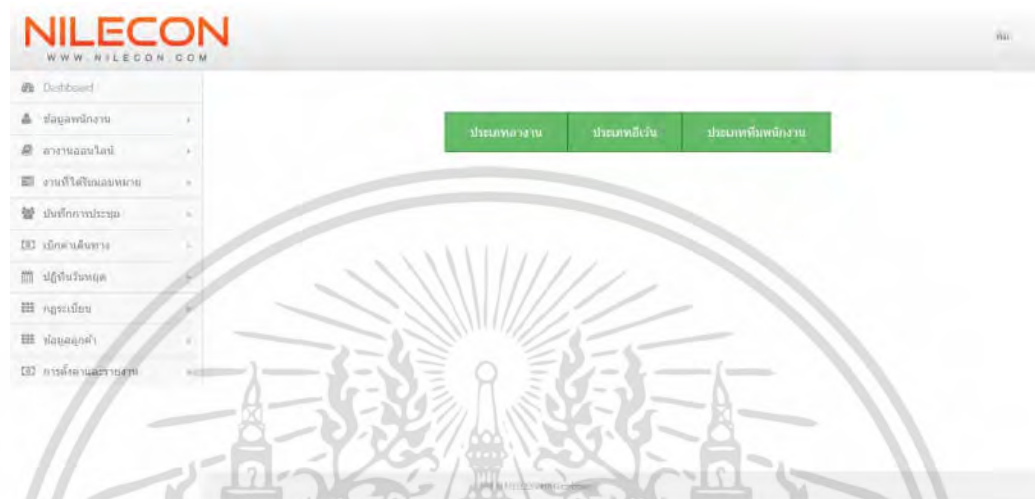 NILECON
WWW.NILECON.COM
Dashboard
ข้อมูลพนักงาน
ลางานออนไลน์
งานที่ได้รับมอบหมาย
บันทึกการประชุม
เบิกค่าเดินทาง
ปฏิทินวันหยุด
กฎระเบียบ
ข้อมูลลูกค้า
การตั้งค่าและรายงาน
ประเภทลางาน ประเภทอีเว้น ประเภททีมพนักงาน